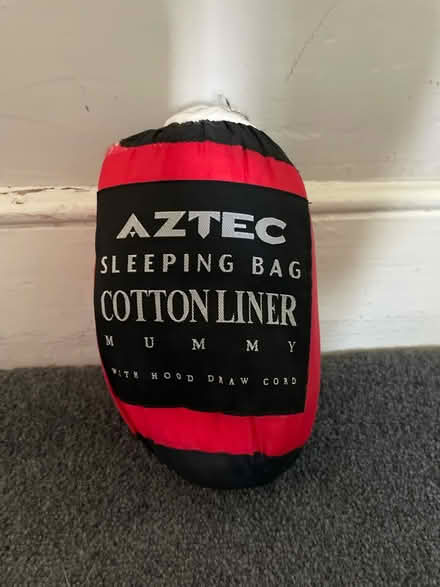 AZTEC
SLEEPING BAG
COTTON LINER
MUMMY
WITH HOOD DRAW CORD